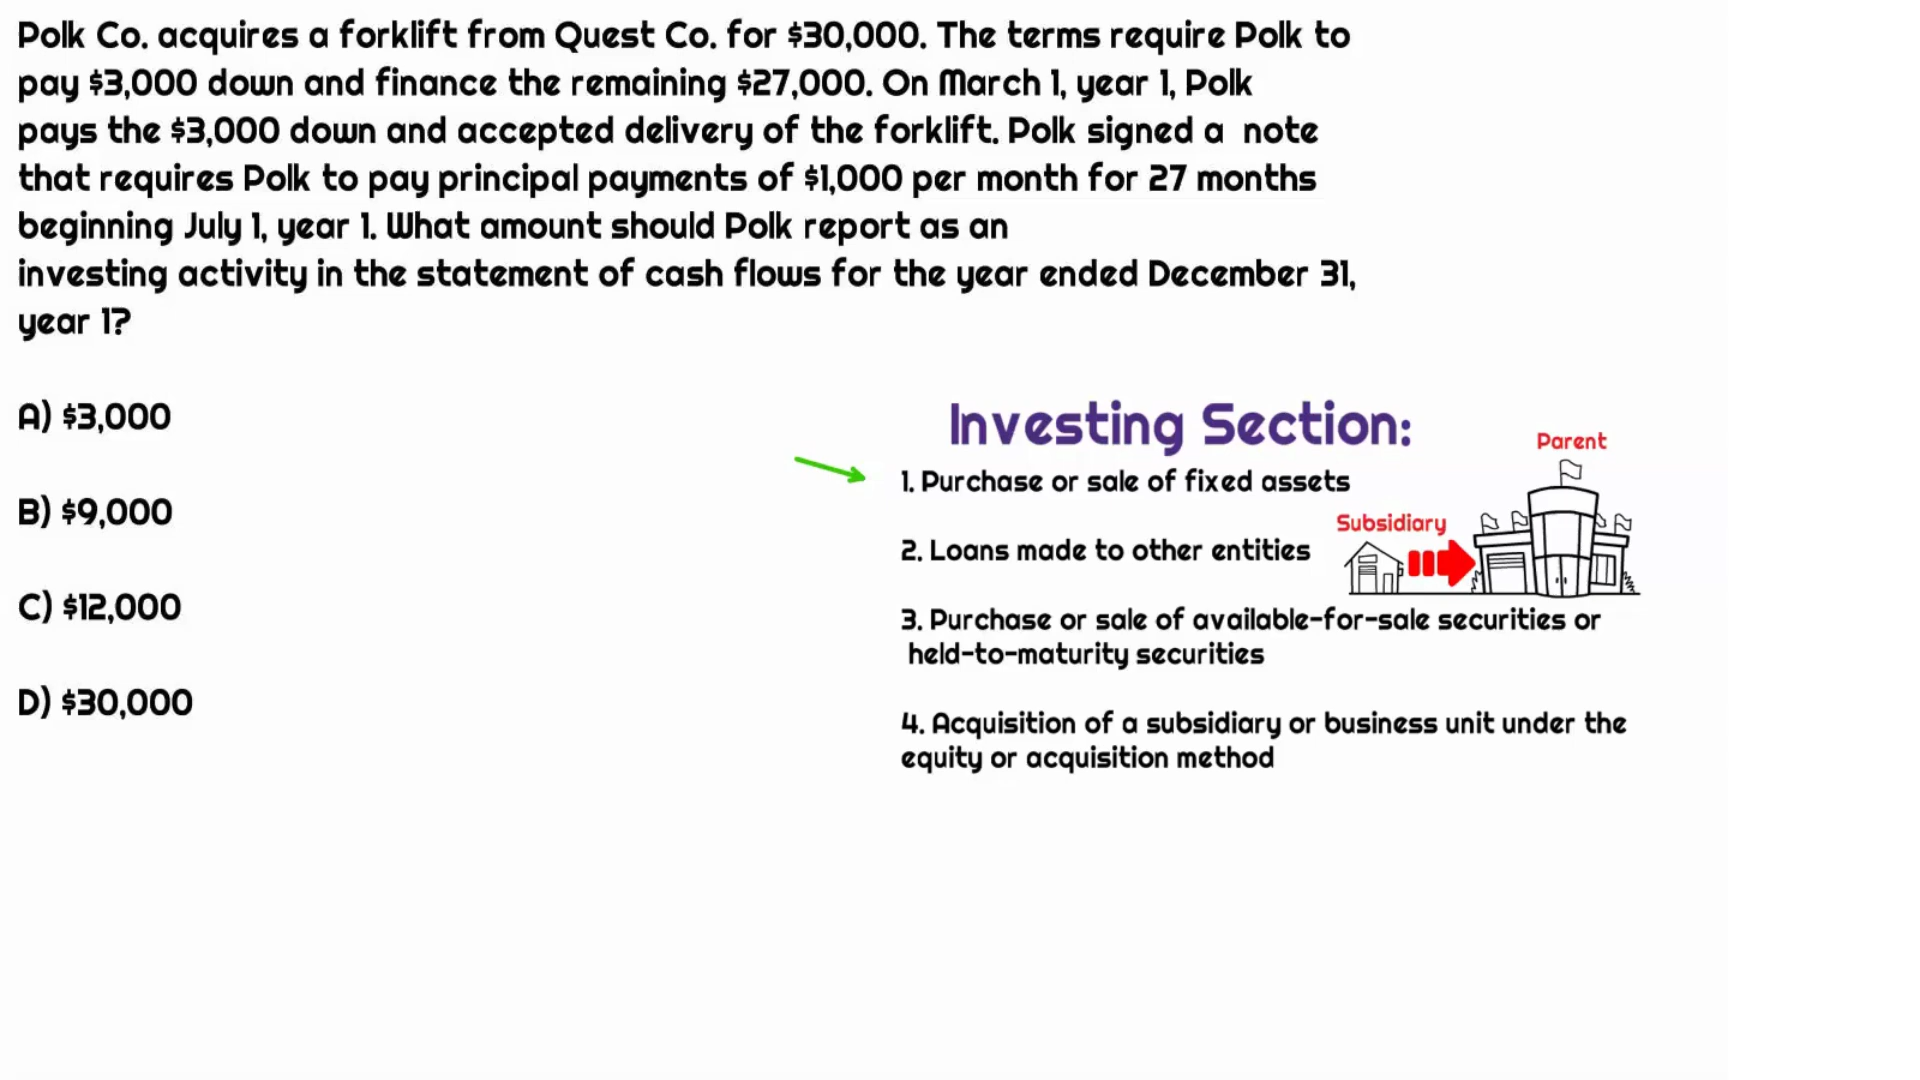 Polk Co. acquires a forklift from Quest Co. for $30,000. The terms require Polk to
pay $3,000 down and finance the remaining $27,000. On March 1, year 1, Polk
pays the $3,000 down and accepted delivery of the forklift. Polk signed a note
that requires Polk to pay principal payments of $1,000 per month for 27 months
beginning July 1, year 1. What amount should Polk report as an
investing activity in the statement of cash flows for the year ended December 31,
year 1?
A) $3,000
B) $9,000
C) $12,000
D) $30,000
Investing Section:
Parent
1. Purchase or sale of fixed assets
Subsidiary
2. Loans made to other entities
3. Purchase or sale of available-for-sale securities or
held-to-maturity securities
4. Acquisition of a subsidiary or business unit under the
equity or acquisition method